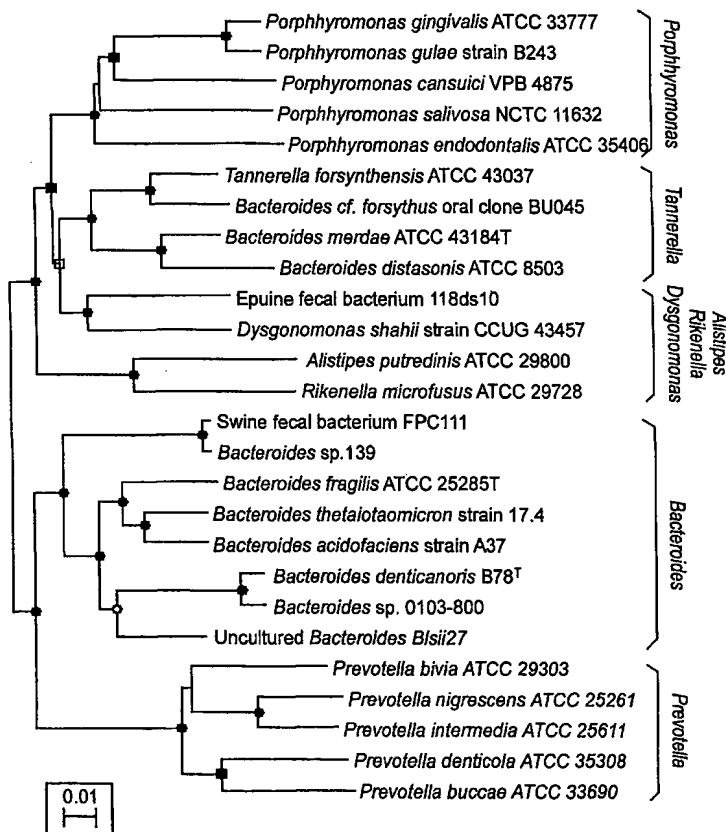 Porphhyromonas gingivalis ATCC 33777
Porphhyromonas gulae strain B243
Porphyromonas cansuici VPB 4875
Porphhyromonas salivosa NCTC 11632
Porphhyromonas endodontalis ATCC 35406
Porphhyromonas
Tannerella forsynthensis ATCC 43037
Bacteroides cf. forsythus oral clone BU045
Bacteroides merdae ATCC 43184T
Bacteroides distasonis ATCC 8503
Tannerella
Epuine fecal bacterium 118ds10
Dysgonomonas shahii strain CCUG 43457
Alistipes putredinis ATCC 29800
Rikenella microfusus ATCC 29728
Alistipes
Rikenella
Dysgonomonas
Swine fecal bacterium FPC111
Bacteroides sp.139
Bacteroides fragilis ATCC 25285T
Bacteroides thetaiotaomicron strain 17.4
Bacteroides acidofaciens strain A37
Bacteroides denticanoris B78ᵀ
Bacteroides sp. 0103-800
Uncultured Bacteroides Blsii27
Bacteroides
Prevotella bivia ATCC 29303
Prevotella nigrescens ATCC 25261
Prevotella intermedia ATCC 25611
Prevotella denticola ATCC 35308
Prevotella buccae ATCC 33690
Prevotella
0.01